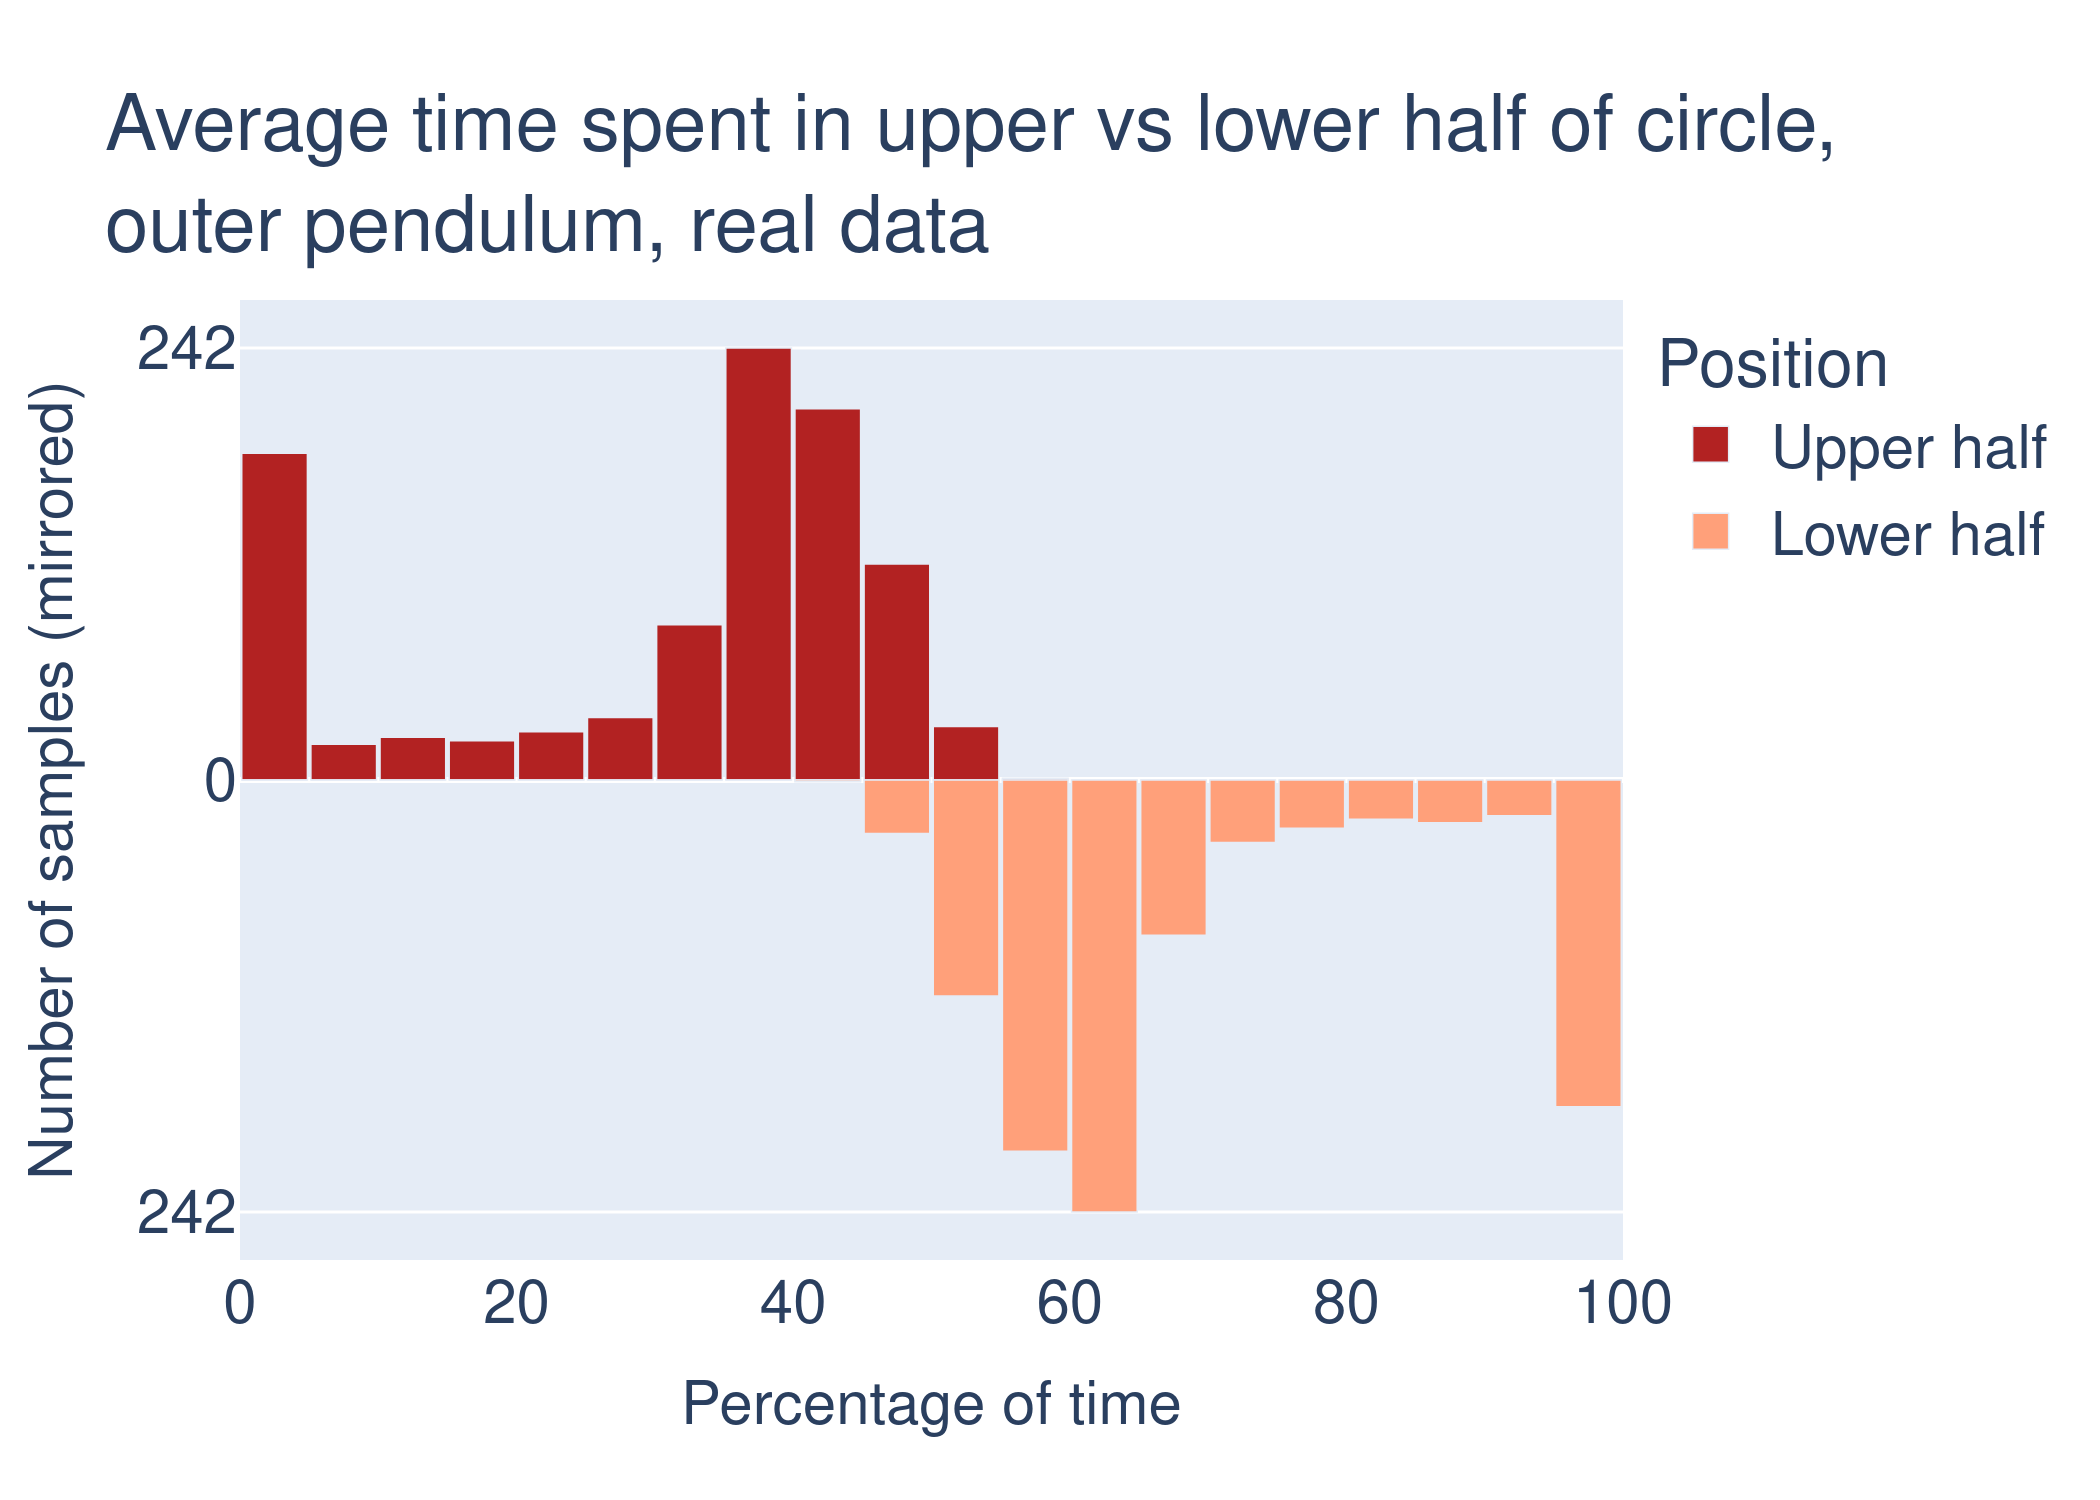 Average time spent in upper vs lower half of circle,
outer pendulum, real data
Number of samples (mirrored)
242
0
242
0 20 40 60 80 100
Percentage of time
Position
Upper half
Lower half